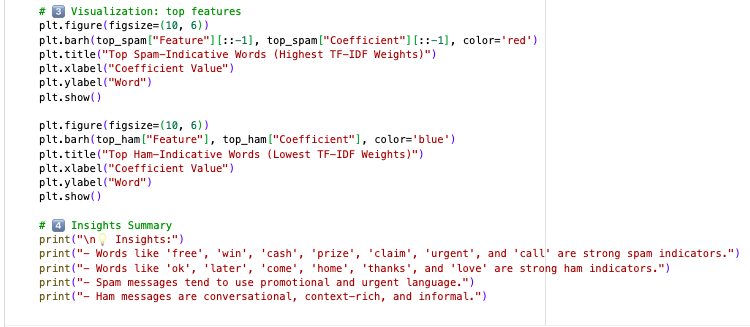 # 3️⃣ Visualization: top features
plt.figure(figsize=(10, 6))
plt.barh(top_spam["Feature"][::-1], top_spam["Coefficient"][::-1], color='red')
plt.title("Top Spam-Indicative Words (Highest TF-IDF Weights)")
plt.xlabel("Coefficient Value")
plt.ylabel("Word")
plt.show()

plt.figure(figsize=(10, 6))
plt.barh(top_ham["Feature"], top_ham["Coefficient"], color='blue')
plt.title("Top Ham-Indicative Words (Lowest TF-IDF Weights)")
plt.xlabel("Coefficient Value")
plt.ylabel("Word")
plt.show()

# 4️⃣ Insights Summary
print("\n💡 Insights:")
print("- Words like 'free', 'win', 'cash', 'prize', 'claim', 'urgent', and 'call' are strong spam indicators.")
print("- Words like 'ok', 'later', 'come', 'home', 'thanks', and 'love' are strong ham indicators.")
print("- Spam messages tend to use promotional and urgent language.")
print("- Ham messages are conversational, context-rich, and informal.")